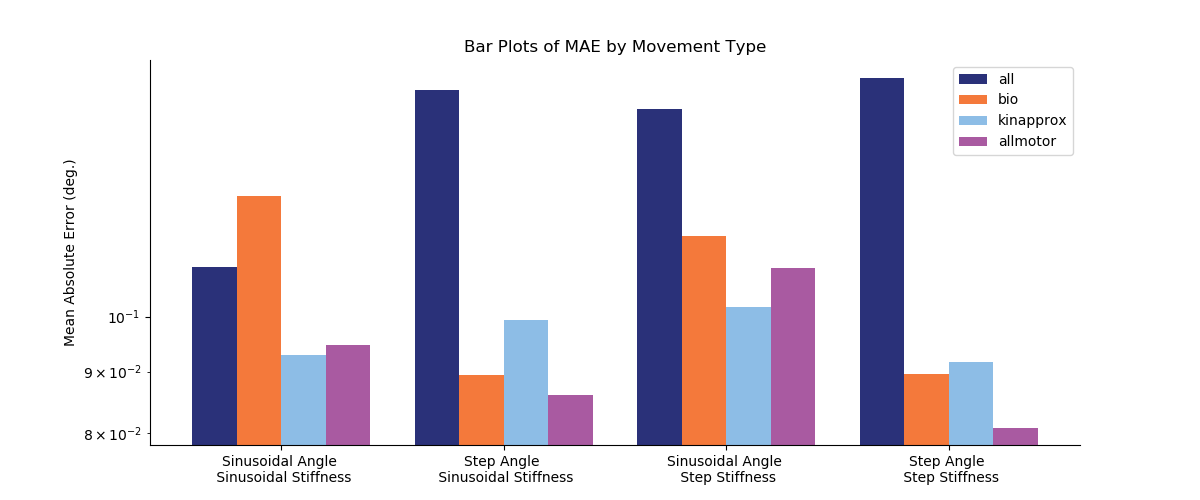 Bar Plots of MAE by Movement Type
all
bio
kinapprox
allmotor
Mean Absolute Error (deg.)
10⁻¹
9 × 10⁻²
8 × 10⁻²
Sinusoidal Angle
Sinusoidal Stiffness
Step Angle
Sinusoidal Stiffness
Sinusoidal Angle
Step Stiffness
Step Angle
Step Stiffness